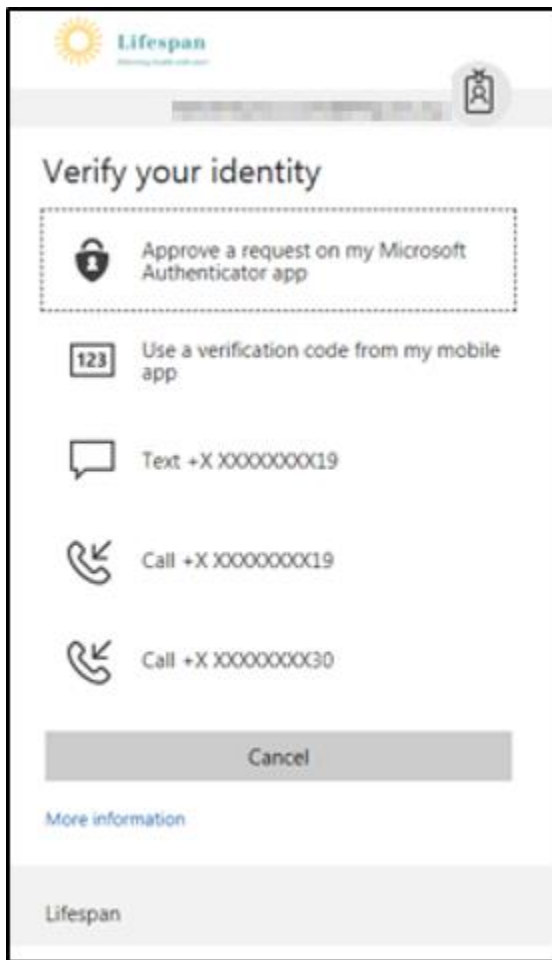 Lifespan
Verify your identity
Approve a request on my Microsoft
Authenticator app
123
Use a verification code from my mobile
app
Text +X XXXXXXXX19
Call +X XXXXXXXX19
Call +X XXXXXXXX30
Cancel
More information
Lifespan